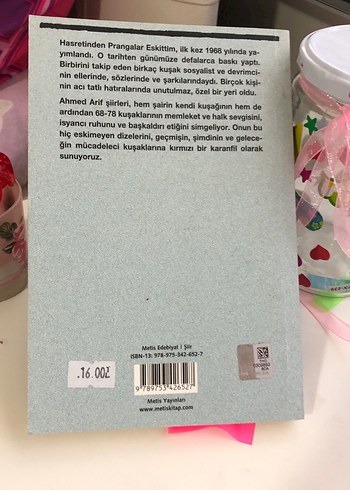 Hasretinden Prangalar Eskittim, ilk kez 1968 yılında ya-
yımlandı. O tarihten günümüze defalarca baskı yaptı.
Birbirini takip eden birkaç kuşak sosyalist ve devrimci-
nin ellerinde, sözlerinde ve şarkılarındaydı. Birçok kişi-
nin acı tatlı hatıralarında unutulmaz, özel bir yeri oldu.
Ahmed Arif şiirleri, hem şairin kendi kuşağının hem de
ardından 68-78 kuşaklarının memleket ve halk sevgisini,
isyancı ruhunu ve başkaldırı etiğini simgeliyor. Onun bu
hiç eskimeyen dizelerini, geçmişin, şimdinin ve gelece-
ğin mücadeleci kuşaklarına kırmızı bir karanfil olarak
sunuyoruz.
Metis Edebiyat / Şiir
ISBN-13: 978-975-342-652-7
.16.00
9 789753 426527
Metis Yayınları
www.metiskitap.com